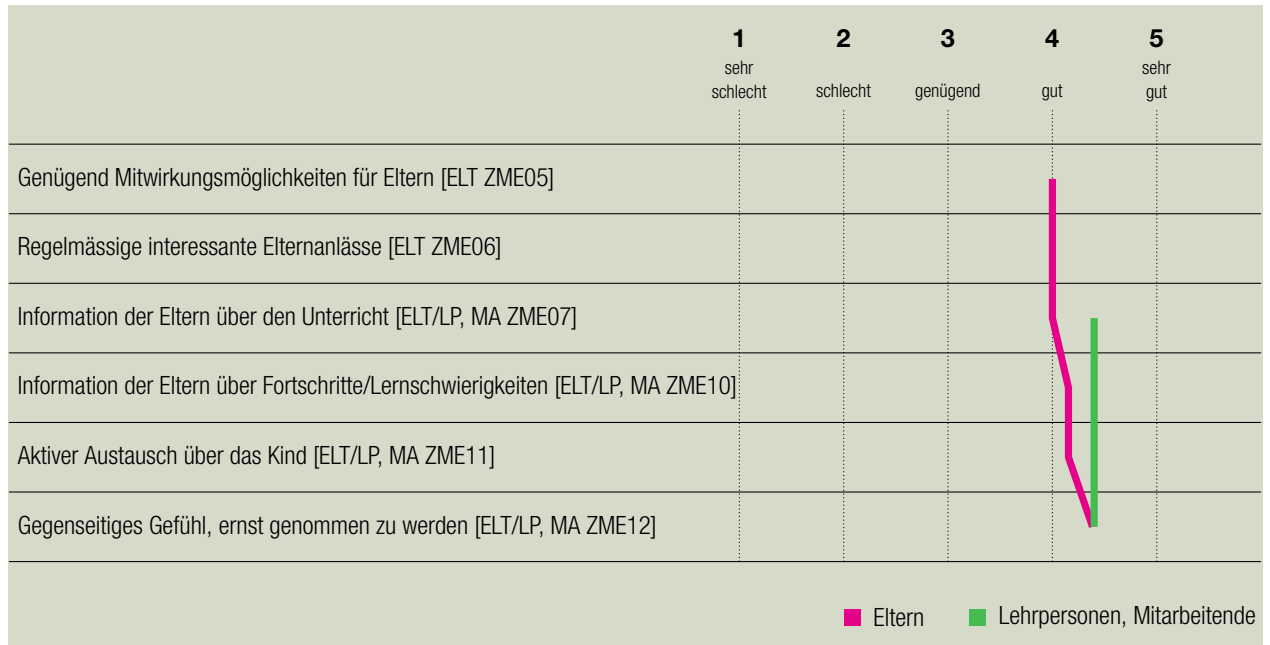 1 2 3 4 5
sehr schlecht schlecht genügend gut sehr gut
Genügend Mitwirkungsmöglichkeiten für Eltern [ELT ZME05]
Regelmässige interessante Elternanlässe [ELT ZME06]
Information der Eltern über den Unterricht [ELT/LP, MA ZME07]
Information der Eltern über Fortschritte/Lernschwierigkeiten [ELT/LP, MA ZME10]
Aktiver Austausch über das Kind [ELT/LP, MA ZME11]
Gegenseitiges Gefühl, ernst genommen zu werden [ELT/LP, MA ZME12]
Eltern Lehrpersonen, Mitarbeitende